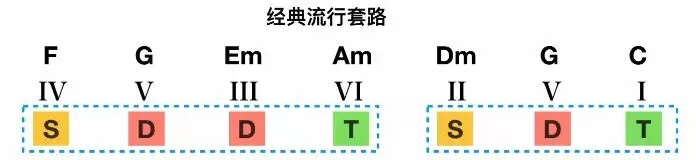 经典流行套路
F G Em Am Dm G C
IV V III VI II V I
S D D T S D T